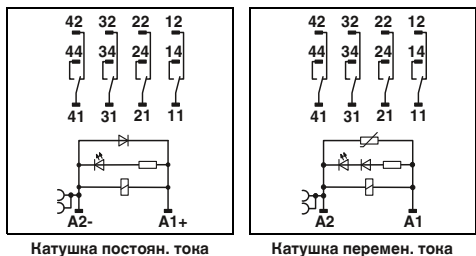 42 32 22 12
44 34 24 14
41 31 21 11
A2- A1+
Катушка постоян. тока
42 32 22 12
44 34 24 14
41 31 21 11
A2 A1
Катушка перемен. тока